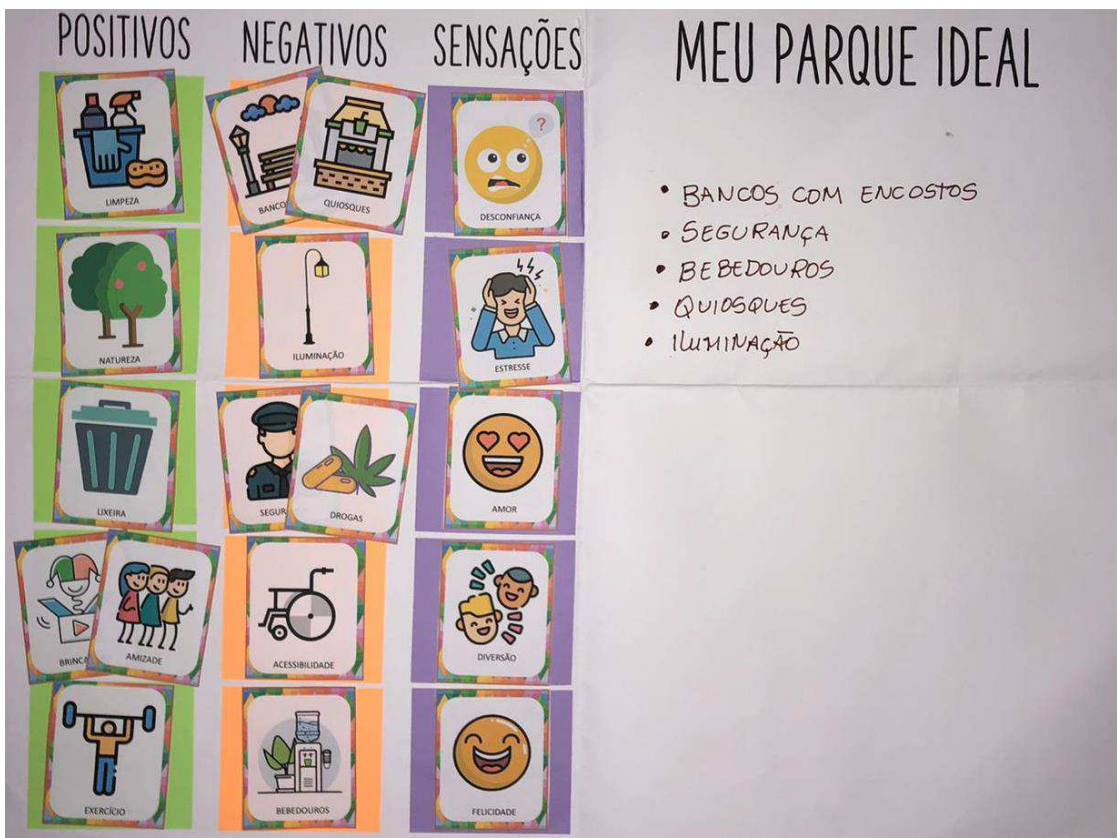 POSITIVOS
NEGATIVOS
SENSAÇÕES
MEU PARQUE IDEAL
LIMPEZA
BANCO
QUIOSQUES
DESCONFIANÇA
NATUREZA
ILUMINAÇÃO
ESTRESSE
LIXEIRA
SEGUR
DROGAS
AMOR
BRINCA
AMIZADE
ACESSIBILIDADE
DIVERSÃO
EXERCÍCIO
BEBEDOUROS
FELICIDADE
• BANCOS COM ENCOSTOS
• SEGURANÇA
• BEBEDOUROS
• QUIOSQUES
• ILUMINAÇÃO